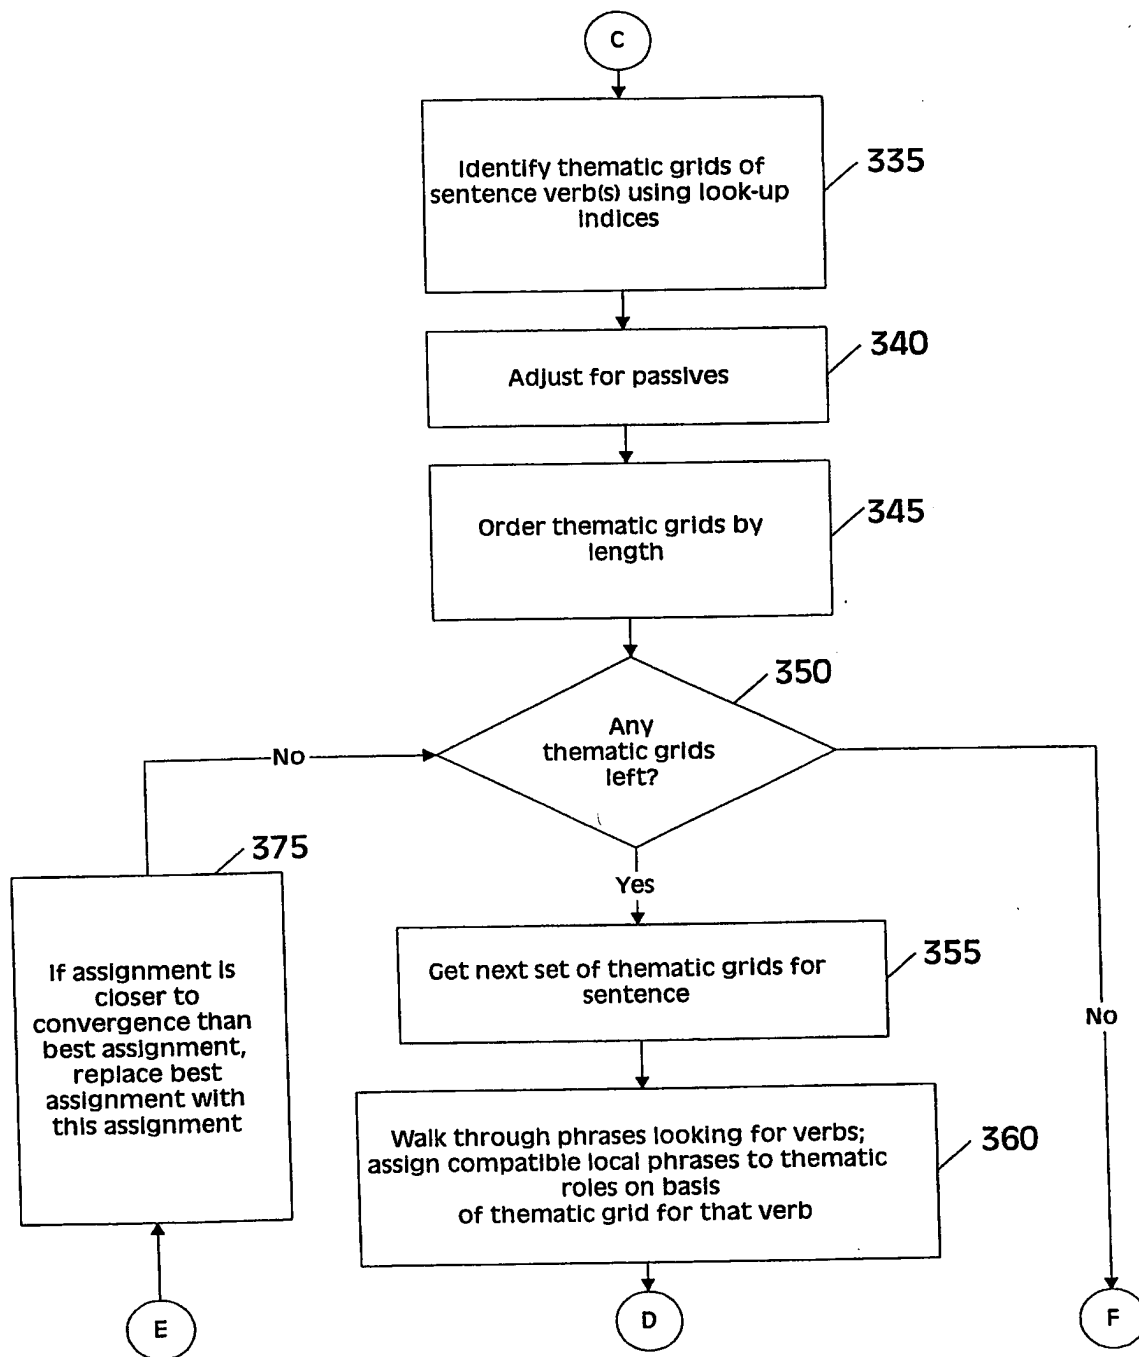 C
Identify thematic grids of
sentence verb(s) using look-up
indices
335
Adjust for passives
340
Order thematic grids by
length
345
350
Any
thematic grids
left?
No
375
If assignment is
closer to
convergence than
best assignment,
replace best
assignment with
this assignment
Yes
Get next set of thematic grids for
sentence
355
No
Walk through phrases looking for verbs;
assign compatible local phrases to thematic
roles on basis
of thematic grid for that verb
360
E
D
F